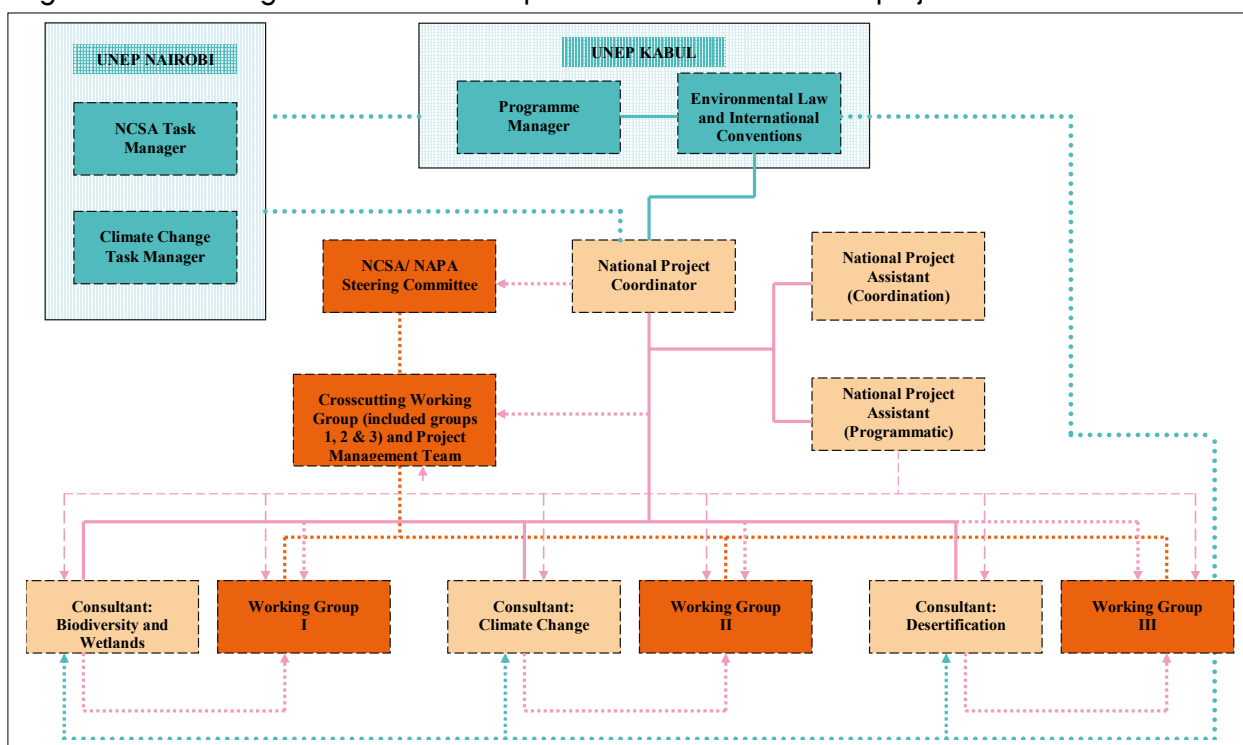 UNEP NAIROBI
NCSA Task
Manager
Climate Change
Task Manager
UNEP KABUL
Programme
Manager
Environmental Law
and International
Conventions
NCSA/ NAPA
Steering Committee
National Project
Coordinator
National Project
Assistant
(Coordination)
Crosscutting Working
Group (included groups
1, 2 & 3) and Project
Management Team
National Project
Assistant
(Programmatic)
Consultant:
Biodiversity and
Wetlands
Working Group
I
Consultant:
Climate Change
Working Group
II
Consultant:
Desertification
Working Group
III